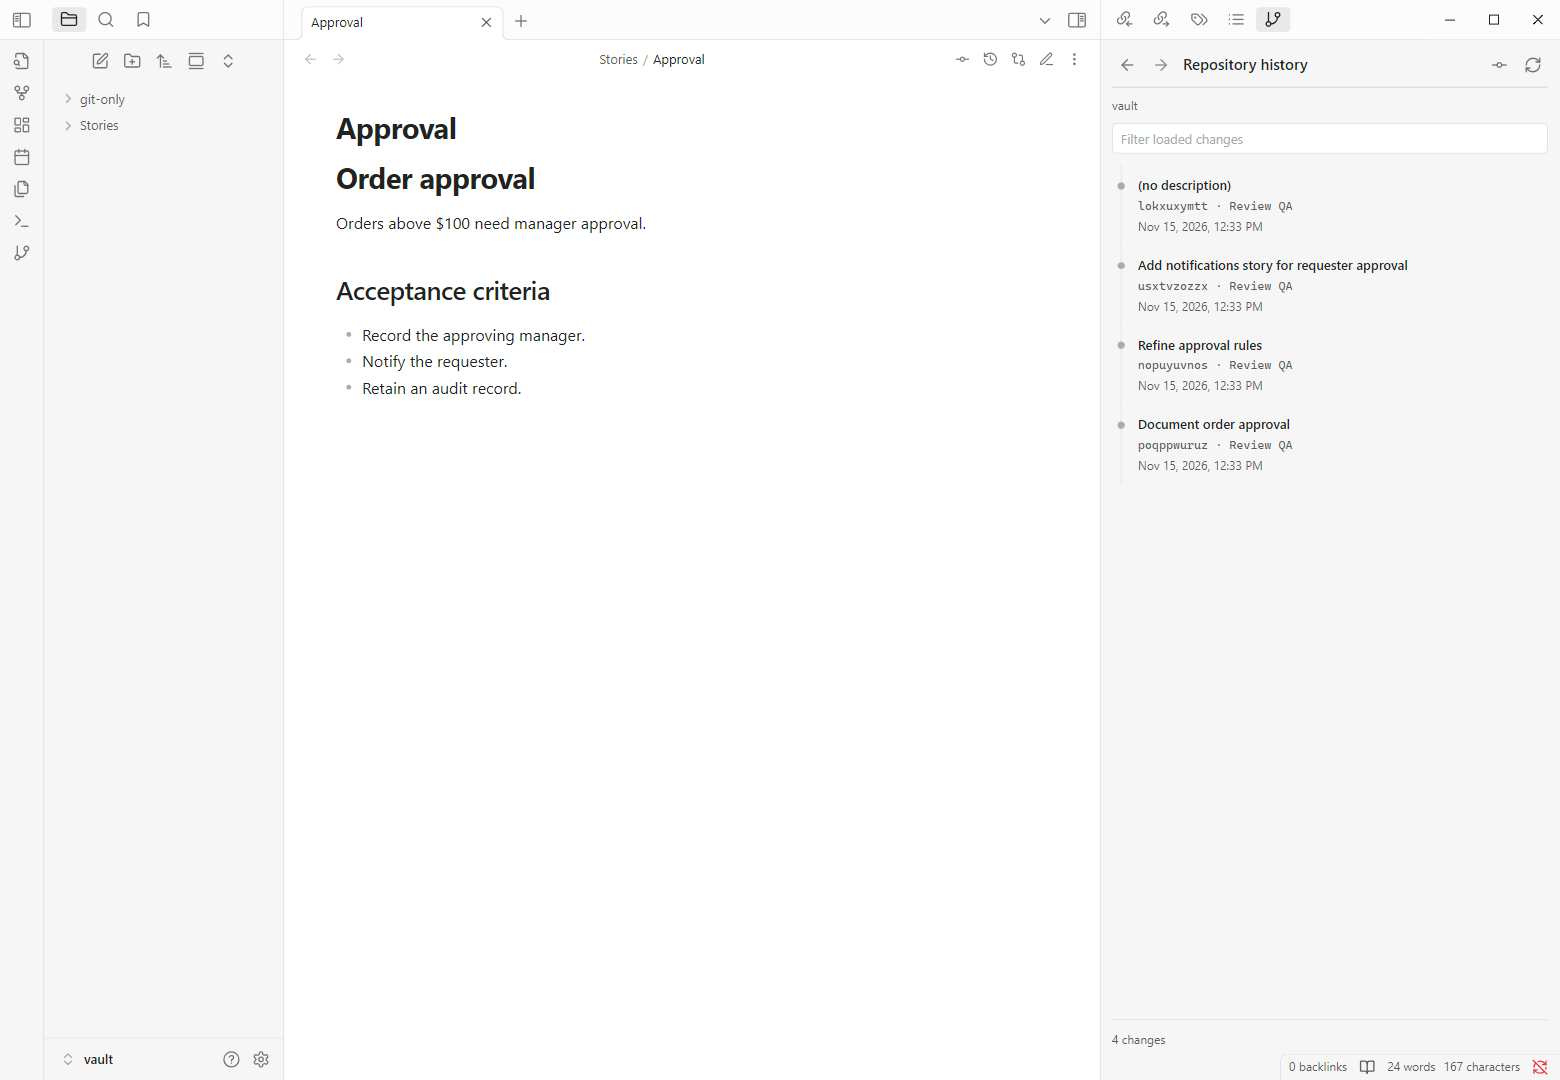 Approval
git-only
Stories
vault
Stories / Approval
Approval
Order approval
Orders above $100 need manager approval.
Acceptance criteria
Record the approving manager.
Notify the requester.
Retain an audit record.
Repository history
vault
Filter loaded changes
(no description)
lokxuxymtt · Review QA
Nov 15, 2026, 12:33 PM
Add notifications story for requester approval
usxtvzozzx · Review QA
Nov 15, 2026, 12:33 PM
Refine approval rules
nopuyuvnos · Review QA
Nov 15, 2026, 12:33 PM
Document order approval
poqppwuruz · Review QA
Nov 15, 2026, 12:33 PM
4 changes
0 backlinks 24 words 167 characters